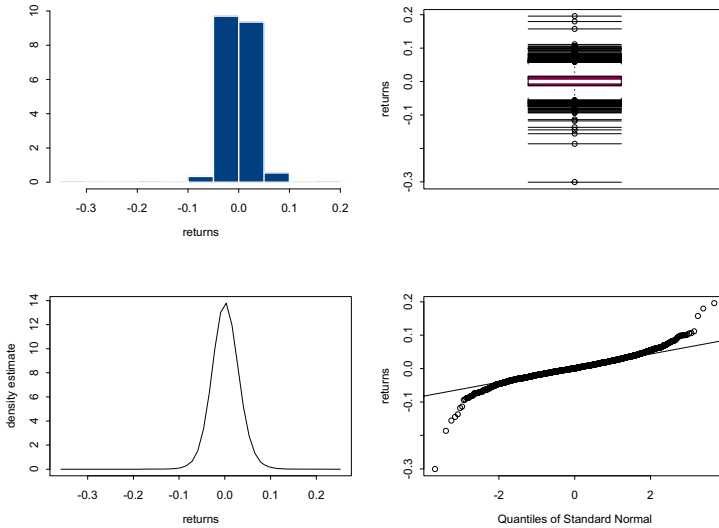 0 2 4 6 8 10
-0.3 -0.2 -0.1 0.0 0.1 0.2
returns
-0.3 -0.1 0.0 0.1 0.2
returns
0 2 4 6 8 10 12 14
density estimate
-0.3 -0.2 -0.1 0.0 0.1 0.2
returns
-0.3 -0.1 0.0 0.1 0.2
returns
-2 0 2
Quantiles of Standard Normal